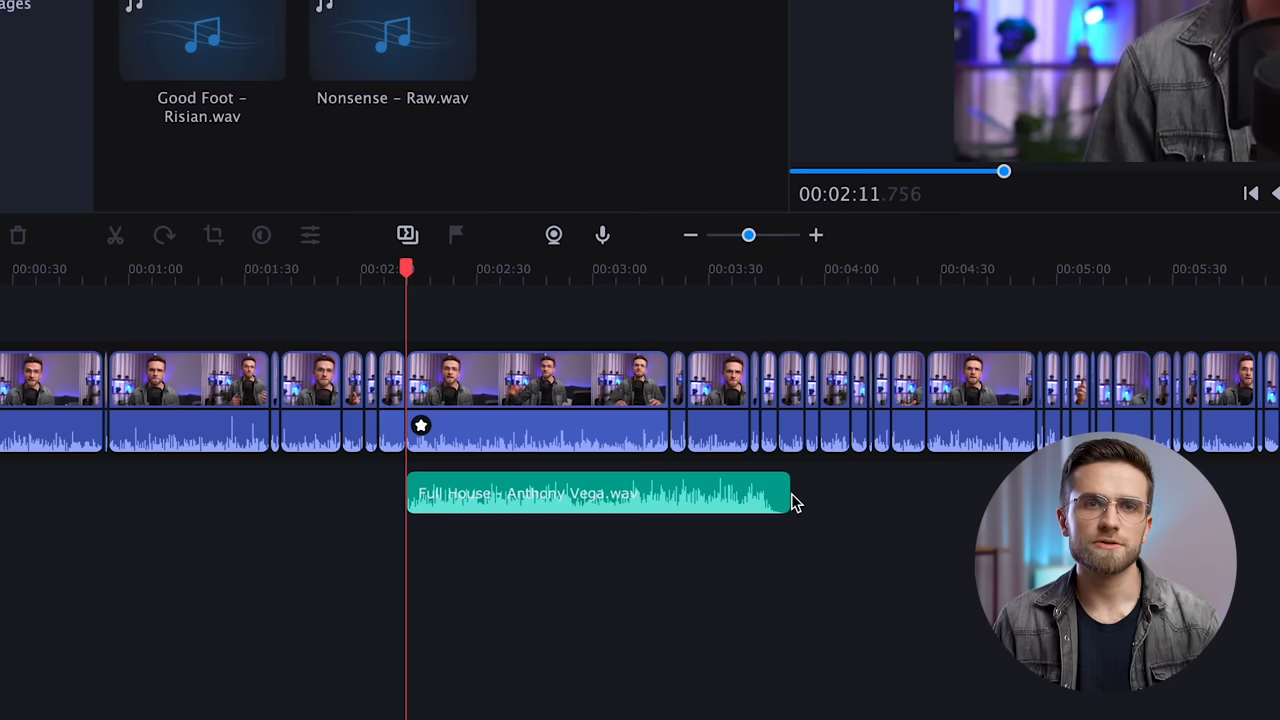 ages
Good Foot –
Risian.wav
Nonsense – Raw.wav
00:02:11.756
00:00:30
00:01:00
00:01:30
00:02:
00:02:30
00:03:00
00:03:30
00:04:00
00:04:30
00:05:00
00:05:30
Full House - Anthony Vega.wav